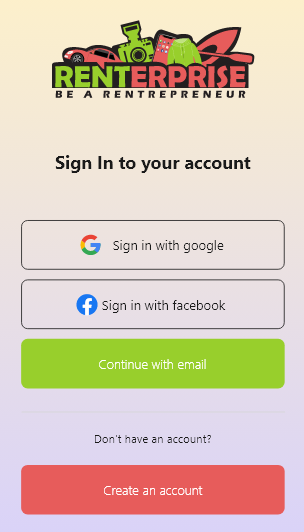 RENTERPRISE
BE A RENTREPRENEUR
Sign In to your account
Sign in with google
Sign in with facebook
Continue with email
Don't have an account?
Create an account